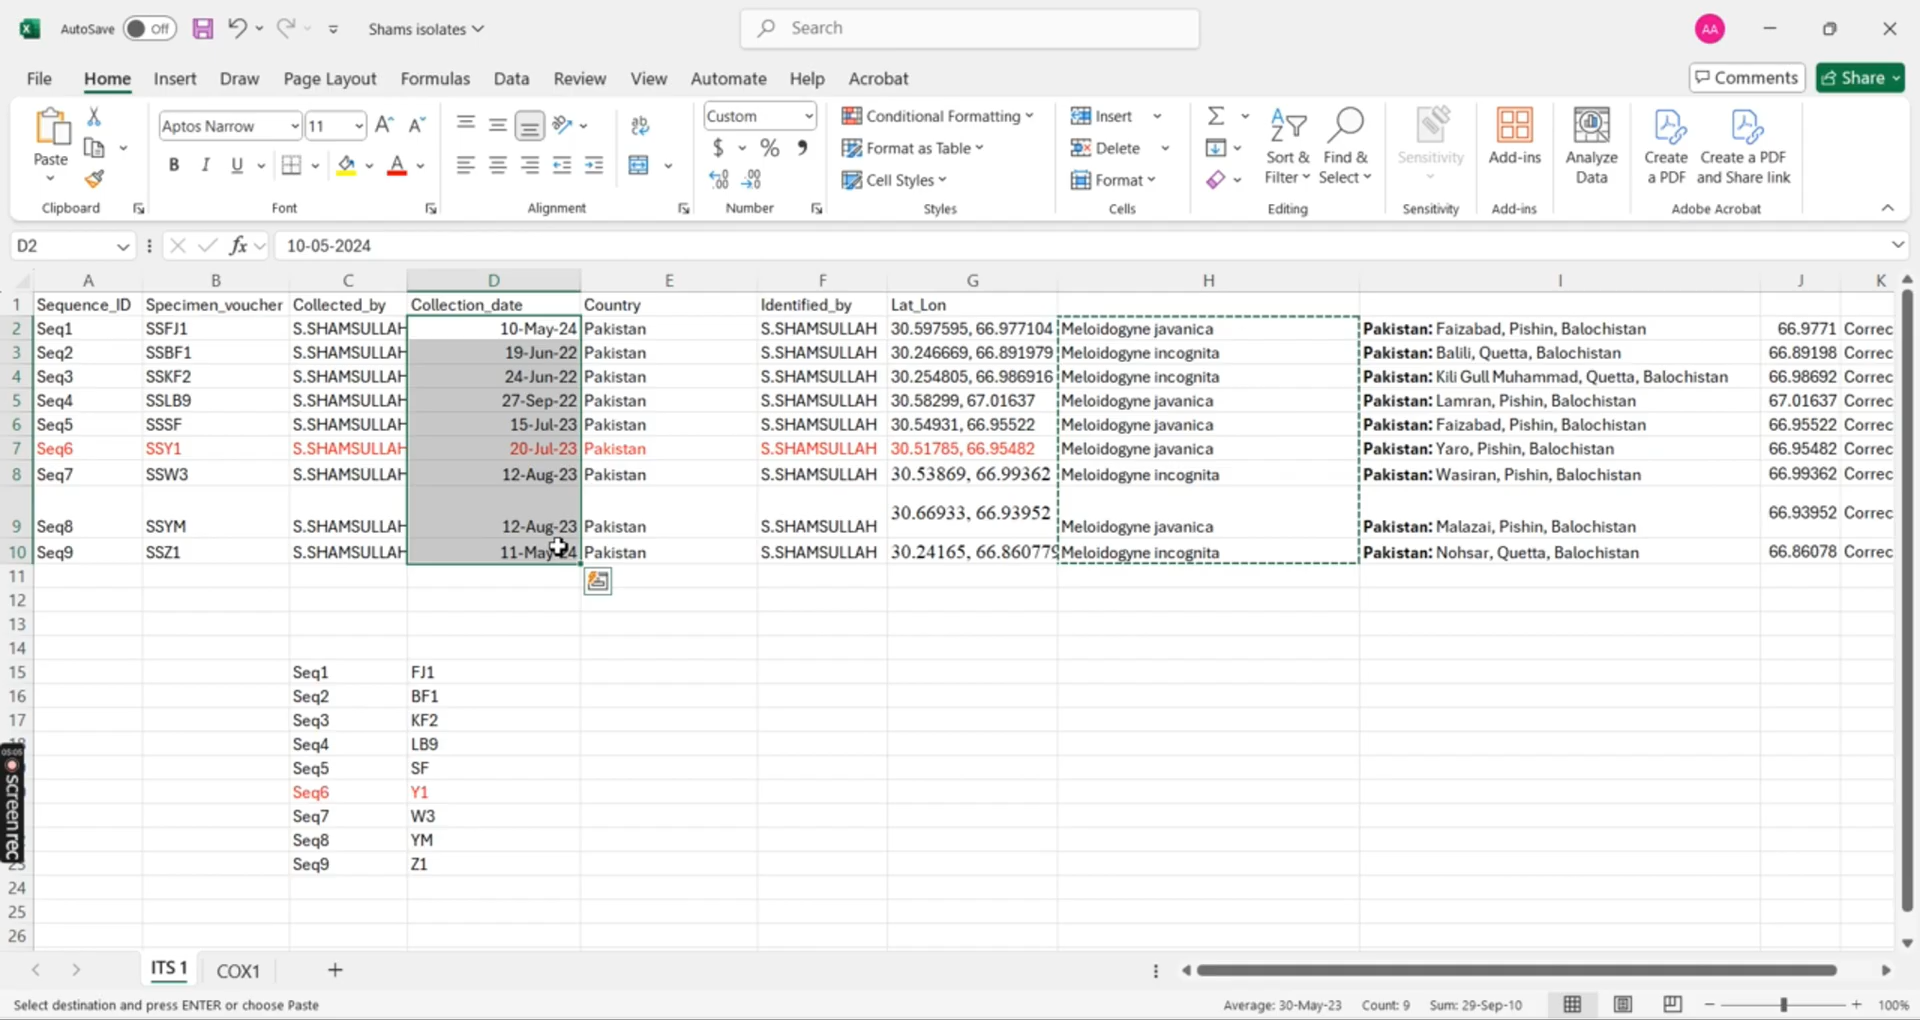 AutoSave Off Shams isolates Search AA
File Home Insert Draw Page Layout Formulas Data Review View Automate Help Acrobat Comments Share
Paste Aptos Narrow 11 Custom Conditional Formatting Insert
Format as Table Delete Sort & Filter Find & Select Sensitivity Add-ins Analyze Data Create a PDF Create a PDF and Share link
B I U A $ % Cell Styles Format
Clipboard Font Alignment Number Styles Cells Editing Sensitivity Add-ins Adobe Acrobat
D2 fx 10-05-2024
A B C D E F G H I J K
1 Sequence_ID Specimen_voucher Collected_by Collection_date Country Identified_by Lat_Lon
2 Seq1 SSFJ1 S.SHAMSULLAH 10-May-24 Pakistan S.SHAMSULLAH 30.597595, 66.977104 Meloidogyne javanica Pakistan: Faizabad, Pishin, Balochistan 66.9771 Correc
3 Seq2 SSBF1 S.SHAMSULLAH 19-Jun-22 Pakistan S.SHAMSULLAH 30.246669, 66.891979 Meloidogyne incognita Pakistan: Balili, Quetta, Balochistan 66.89198 Correc
4 Seq3 SSKF2 S.SHAMSULLAH 24-Jun-22 Pakistan S.SHAMSULLAH 30.254805, 66.986916 Meloidogyne incognita Pakistan: Kili Gull Muhammad, Quetta, Balochistan 66.98692 Correc
5 Seq4 SSLB9 S.SHAMSULLAH 27-Sep-22 Pakistan S.SHAMSULLAH 30.58299, 67.01637 Meloidogyne javanica Pakistan: Lamran, Pishin, Balochistan 67.01637 Correc
6 Seq5 SSSF S.SHAMSULLAH 15-Jul-23 Pakistan S.SHAMSULLAH 30.54931, 66.95522 Meloidogyne javanica Pakistan: Faizabad, Pishin, Balochistan 66.95522 Correc
7 Seq6 SSY1 S.SHAMSULLAH 20-Jul-23 Pakistan S.SHAMSULLAH 30.51785, 66.95482 Meloidogyne javanica Pakistan: Yaro, Pishin, Balochistan 66.95482 Correc
8 Seq7 SSW3 S.SHAMSULLAH 12-Aug-23 Pakistan S.SHAMSULLAH 30.53869, 66.99362 Meloidogyne incognita Pakistan: Wasiran, Pishin, Balochistan 66.99362 Correc
9 Seq8 SSYM S.SHAMSULLAH 12-Aug-23 Pakistan S.SHAMSULLAH 30.66933, 66.93952 Meloidogyne javanica Pakistan: Malazai, Pishin, Balochistan 66.93952 Correc
10 Seq9 SSZ1 S.SHAMSULLAH 11-May-24 Pakistan S.SHAMSULLAH 30.24165, 66.860779 Meloidogyne incognita Pakistan: Nohsar, Quetta, Balochistan 66.86078 Correc
11
12
13
14
15 Seq1 FJ1
16 Seq2 BF1
17 Seq3 KF2
Seq4 LB9
Seq5 SF
Seq6 Y1
Seq7 W3
Seq8 YM
Seq9 Z1
24
25
26
05:05 screenrec
ITS 1 COX1
Select destination and press ENTER or choose Paste Average: 30-May-23 Count: 9 Sum: 29-Sep-10 100%